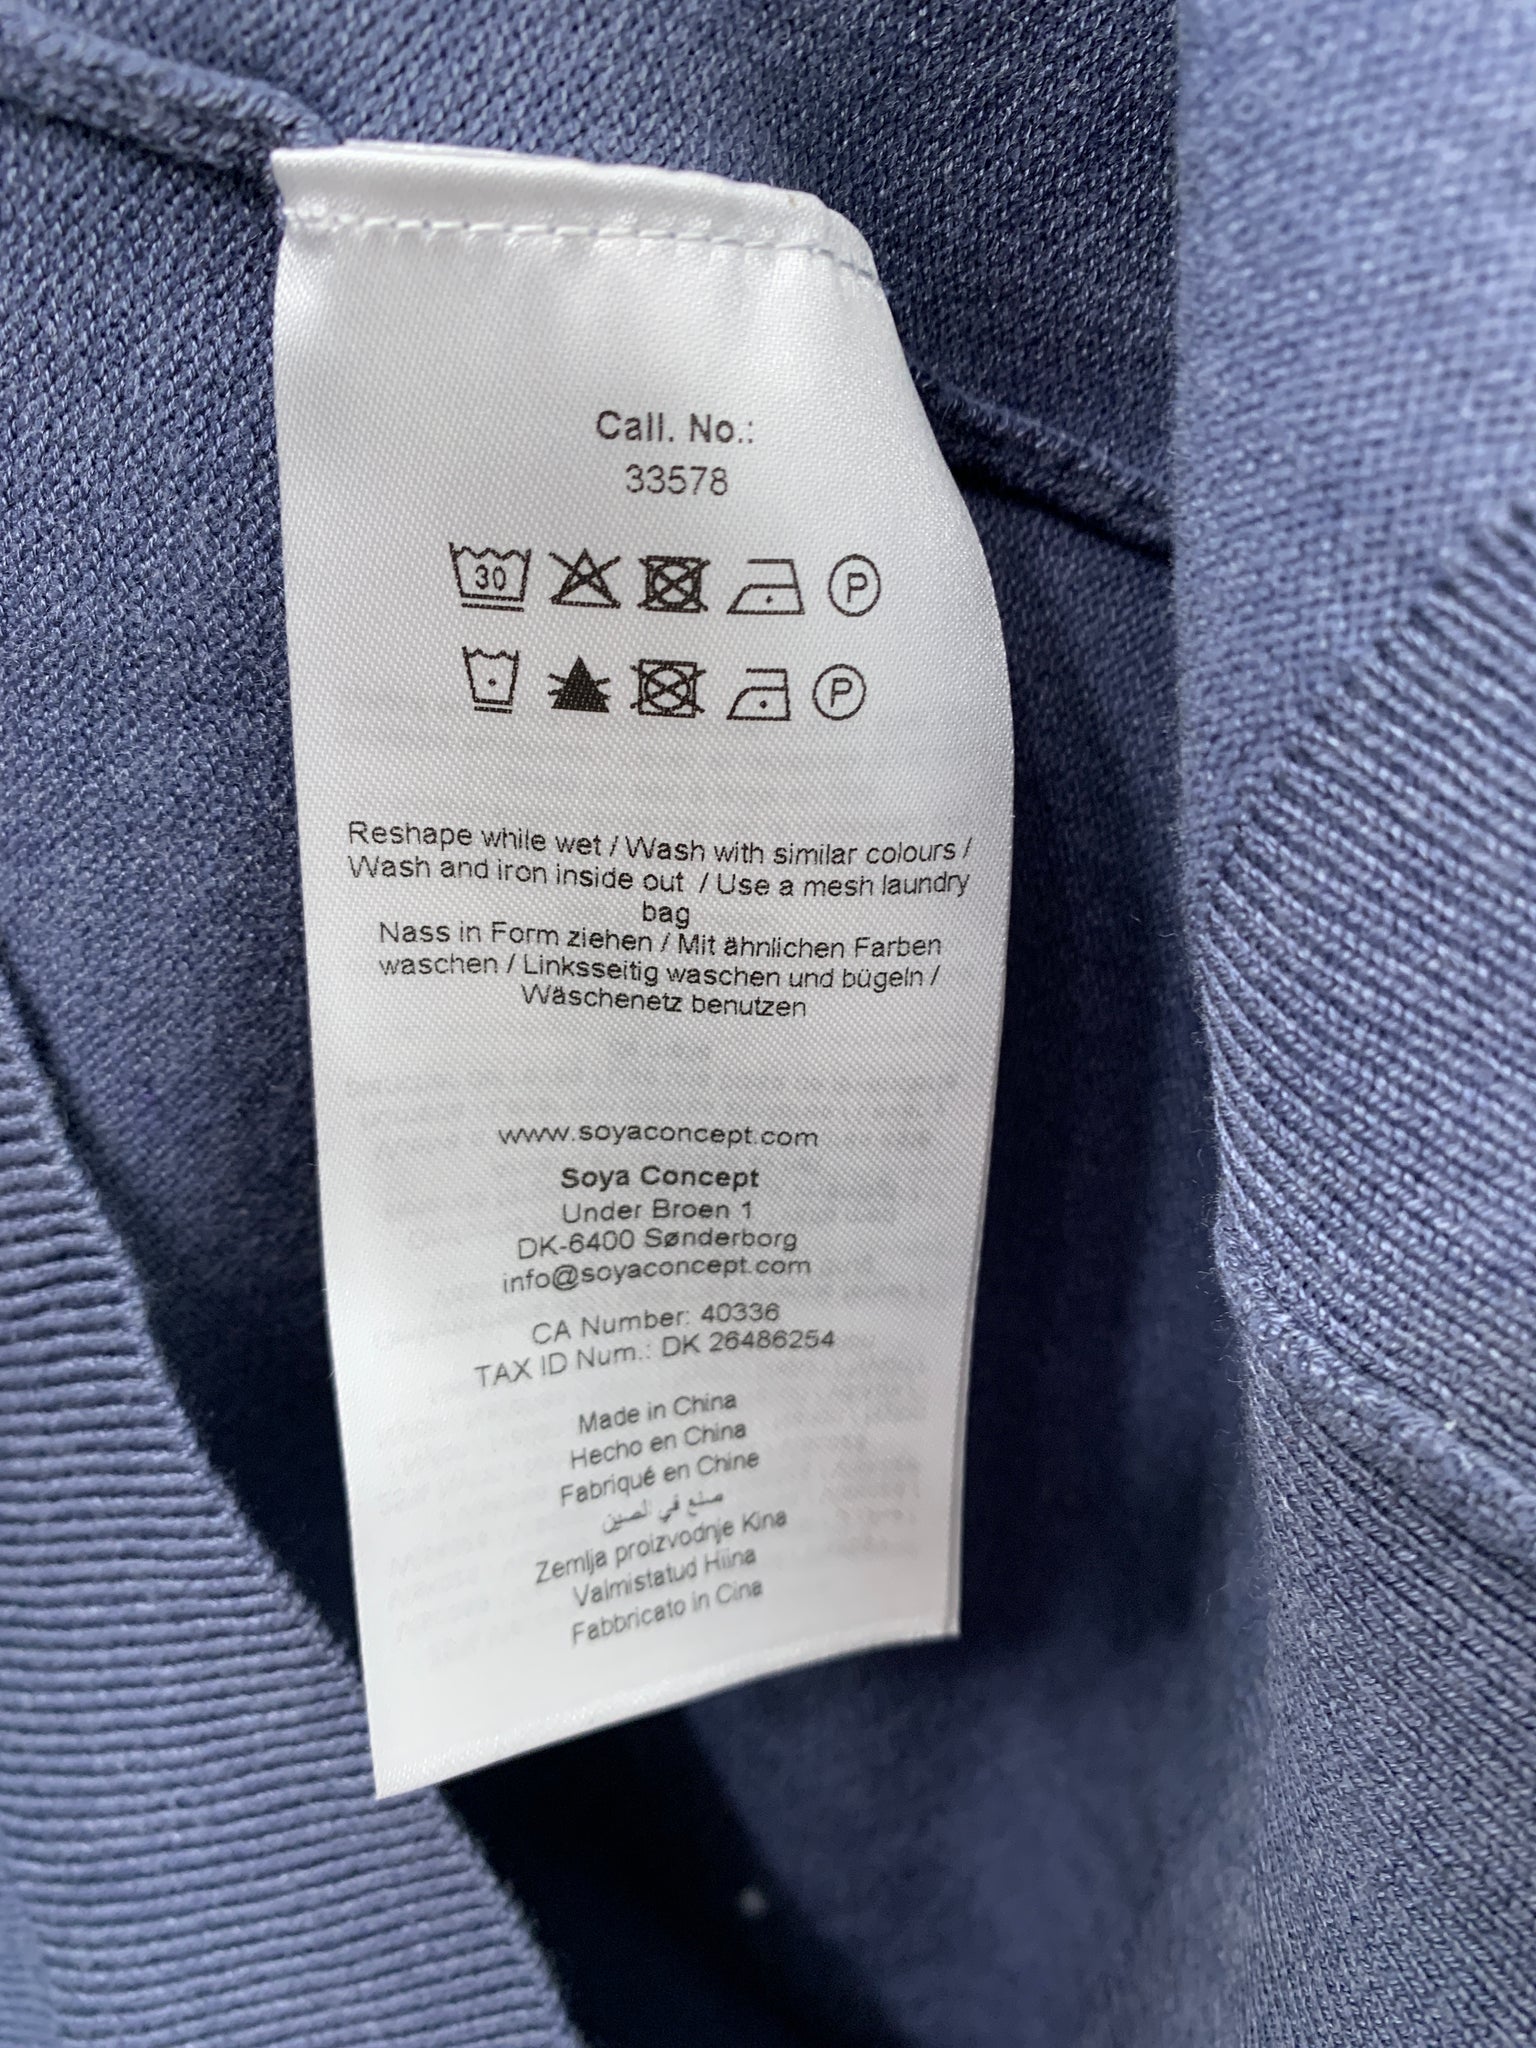 Call. No.:
33578
30 P
P
Reshape while wet / Wash with similar colours /
Wash and iron inside out / Use a mesh laundry
bag
Nass in Form ziehen / Mit ähnlichen Farben
waschen / Linksseitig waschen und bügeln /
Wäschenetz benutzen
www.soyaconcept.com
Soya Concept
Under Broen 1
DK-6400 Sønderborg
info@soyaconcept.com
CA Number: 40336
TAX ID Num.: DK 26486254
Made in China
Hecho en China
Fabriqué en Chine
صنع في الصين
Zemlja proizvodnje Kina
Valmistatud Hiina
Fabbricato in Cina